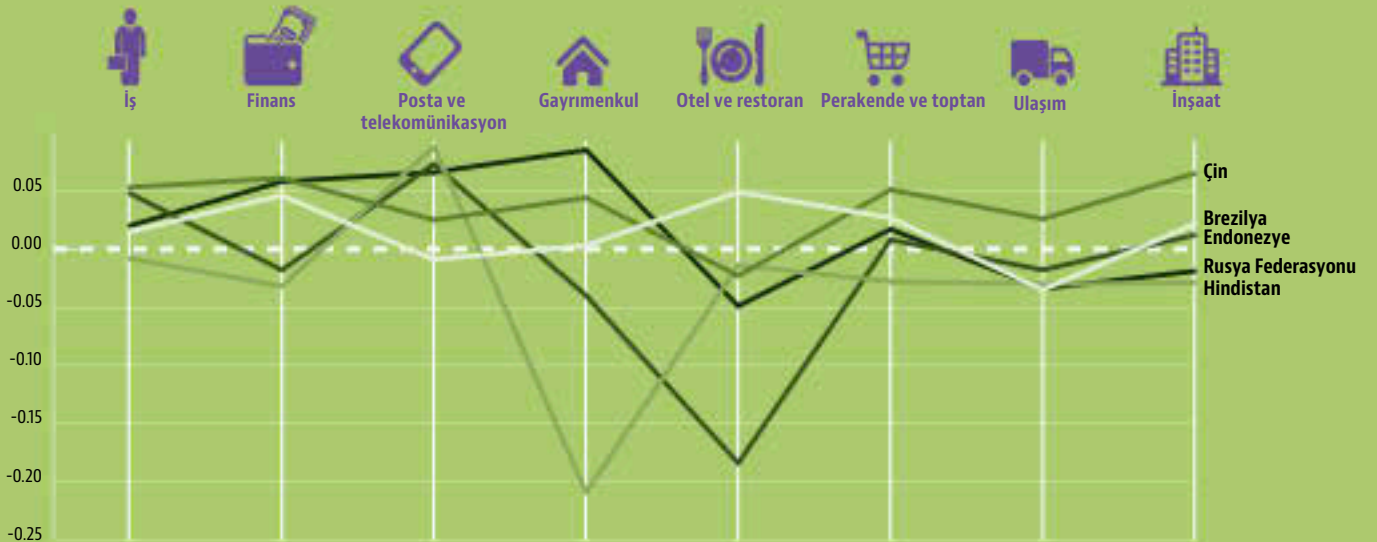 İş
Finans
Posta ve
telekomünikasyon
Gayrımenkul
Otel ve restoran
Perakende ve toptan
Ulaşım
İnşaat
0.05
0.00
-0.05
-0.10
-0.15
-0.20
-0.25
Çin
Brezilya
Endonezye
Rusya Federasyonu
Hindistan